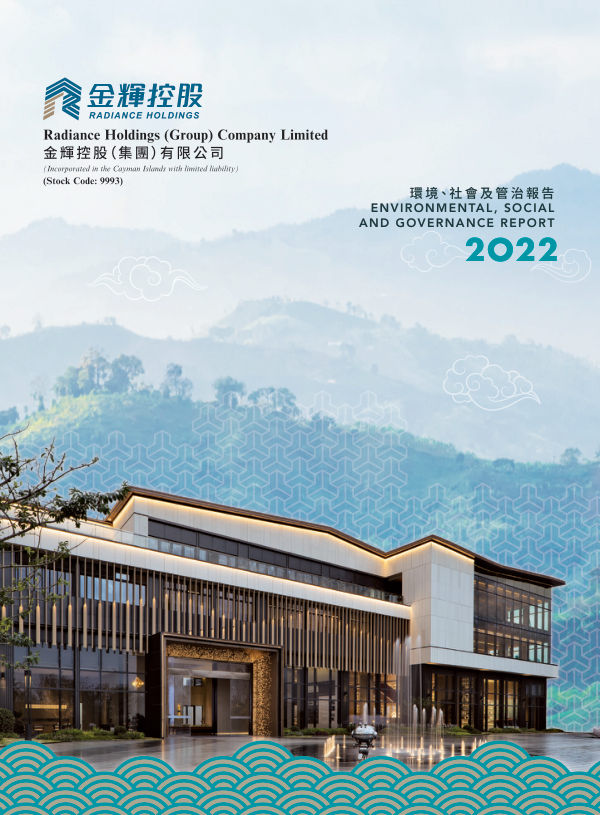 金輝控股
RADIANCE HOLDINGS
Radiance Holdings (Group) Company Limited
金輝控股（集團）有限公司
(Incorporated in the Cayman Islands with limited liability)
(Stock Code: 9993)
環境、社會及管治報告
ENVIRONMENTAL, SOCIAL
AND GOVERNANCE REPORT
2022